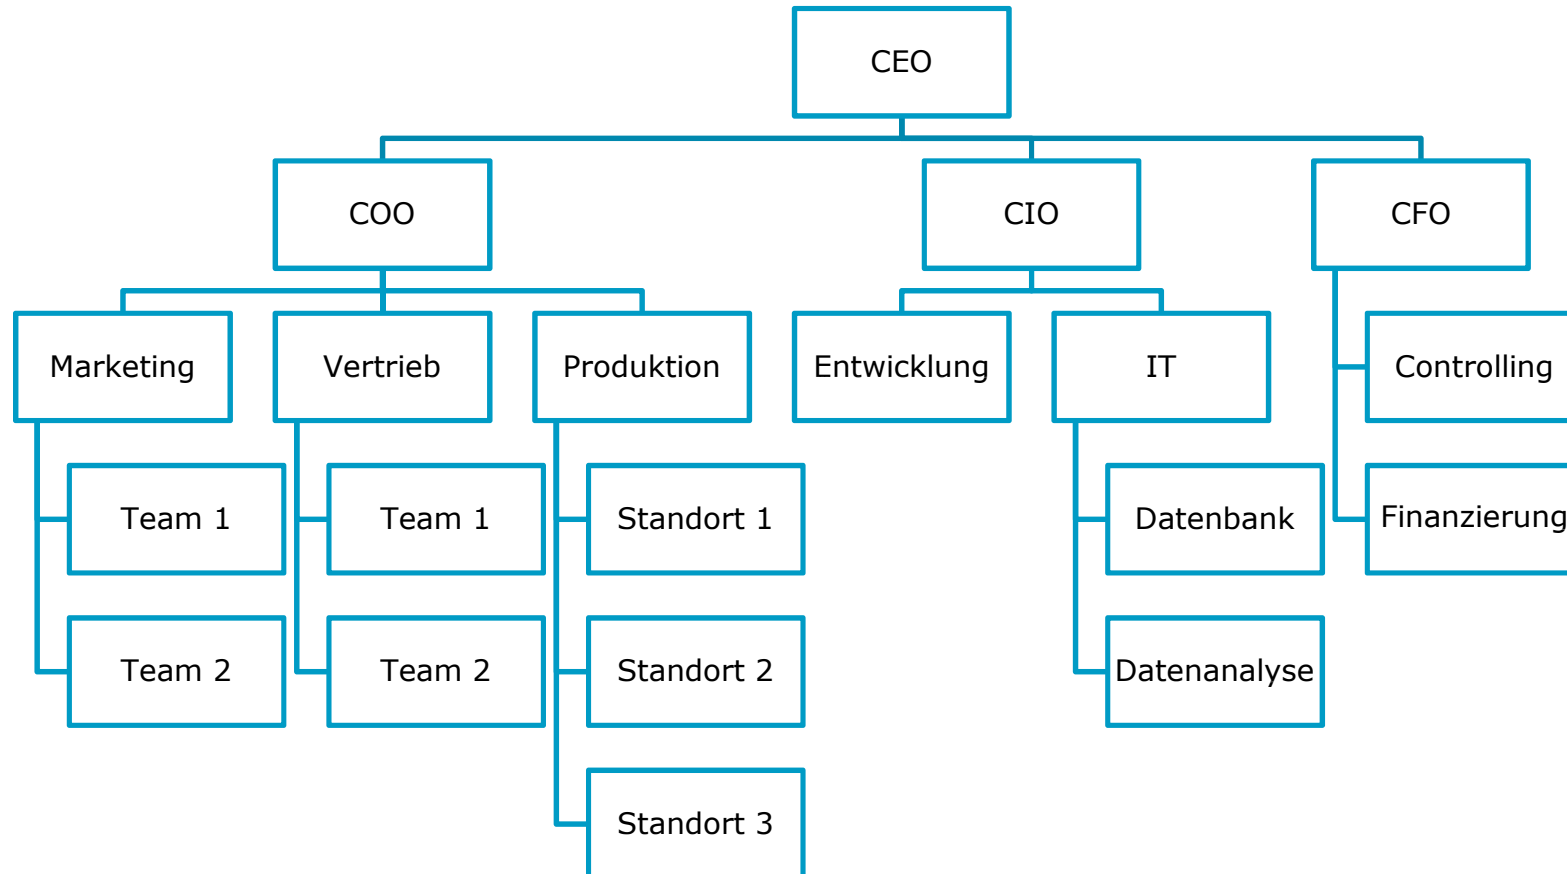 CEO
COO
CIO
CFO
Marketing
Vertrieb
Produktion
Entwicklung
IT
Controlling
Team 1
Team 1
Standort 1
Datenbank
Finanzierung
Team 2
Team 2
Standort 2
Datenanalyse
Standort 3